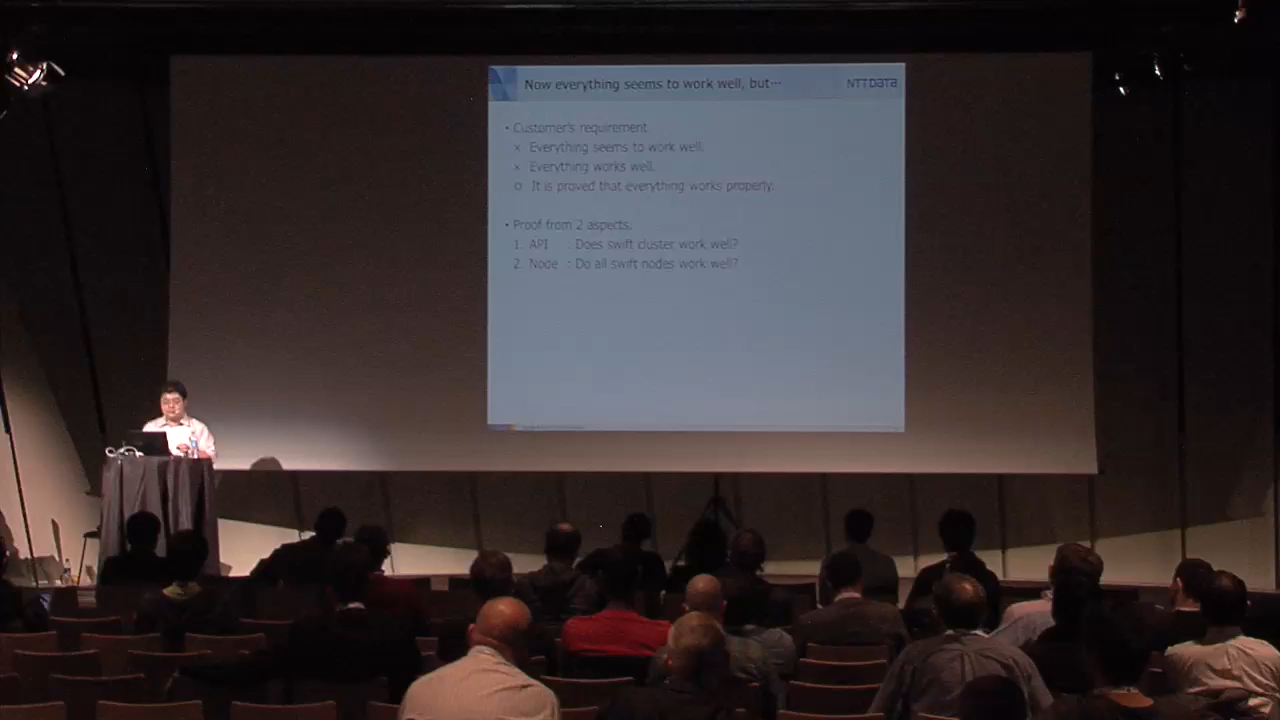 Now everything seems to work well, but…
NTT DATA
• Customer's requirement
× Everything seems to work well.
× Everything works well.
o It is proved that everything works properly.
• Proof from 2 aspects.
1. API : Does swift cluster work well?
2. Node : Do all swift nodes work well?